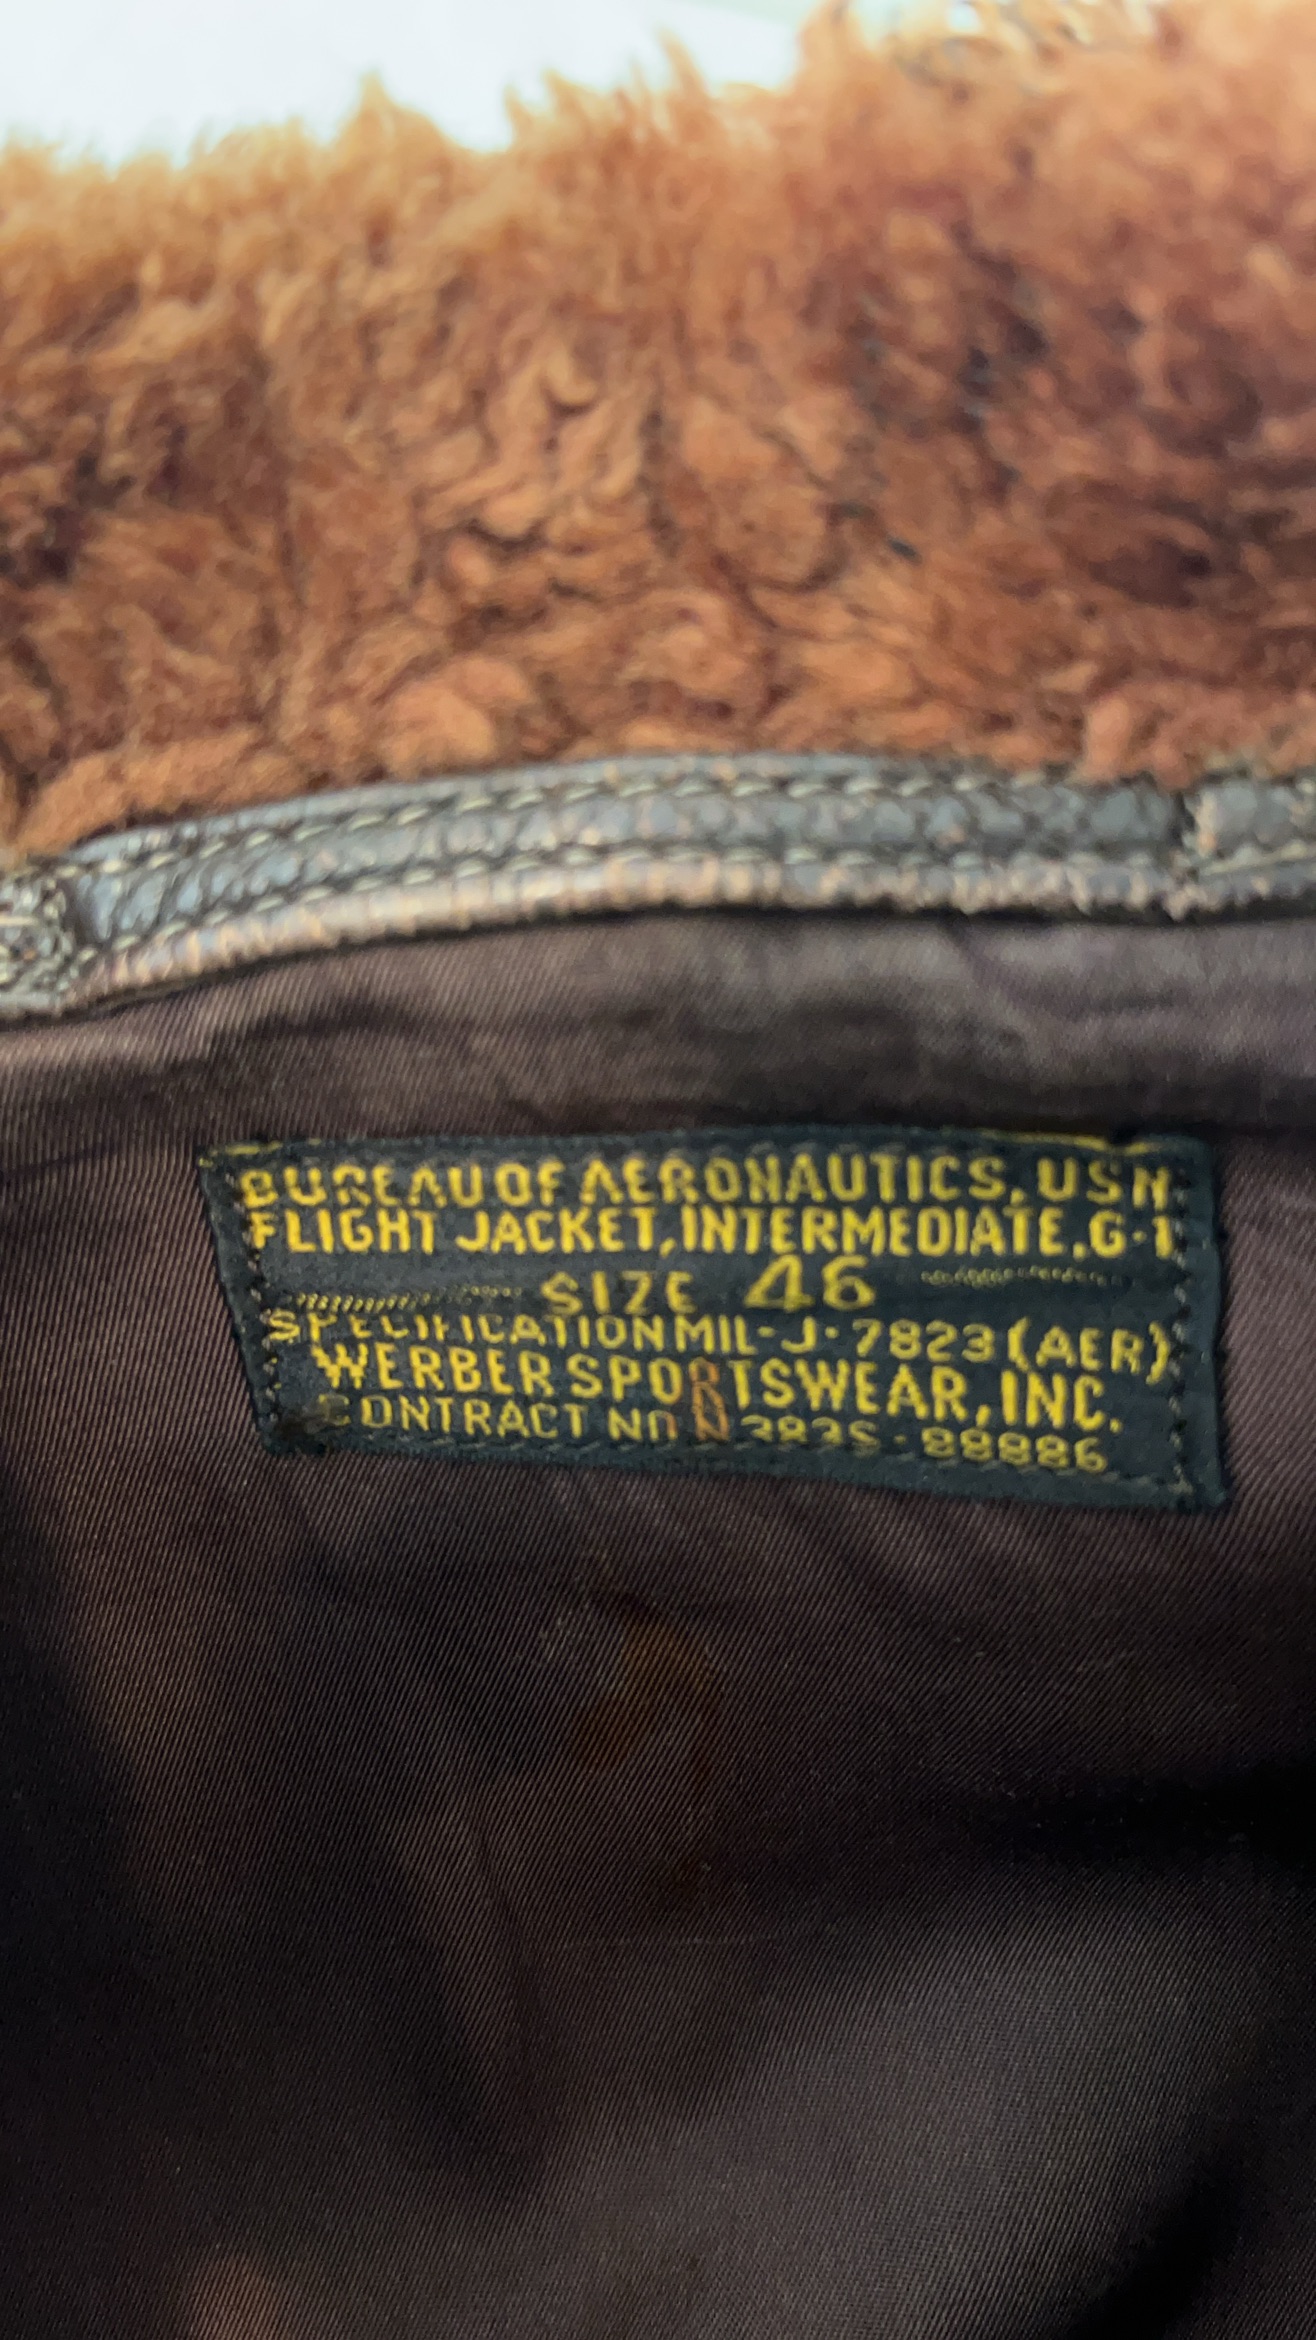 BUREAU OF AERONAUTICS, USN
FLIGHT JACKET, INTERMEDIATE, G-1
SIZE 46
SPECIFICATION MIL-J-7823 (AER)
WERBER SPORTSWEAR, INC.
CONTRACT NO N383S-88886